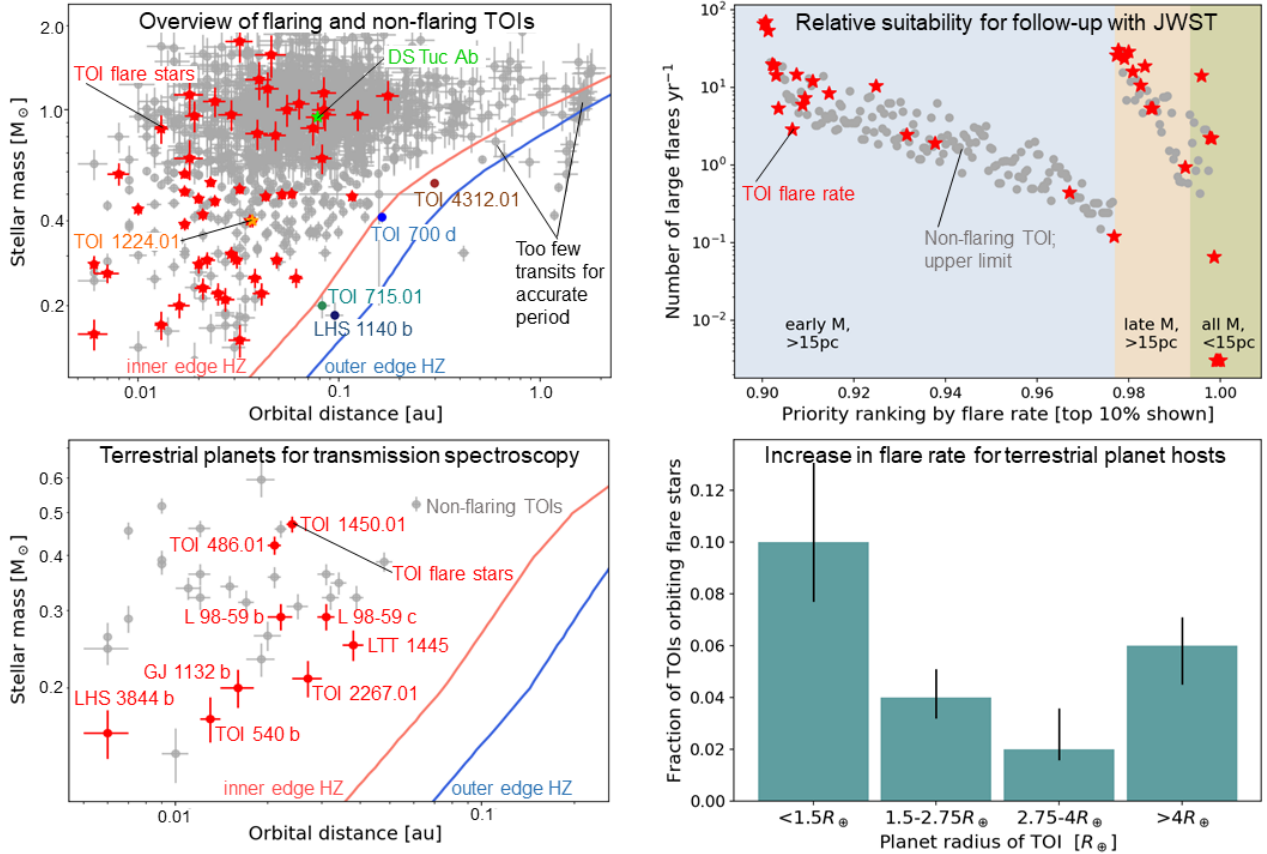 Overview of flaring and non-flaring TOIs
2.0
1.0
0.4
0.2
Stellar mass [M⊙]
DS Tuc Ab
TOI flare stars
TOI 4312.01
TOI 1224.01
TOI 700 d
Too few
transits for
accurate
period
TOI 715.01
LHS 1140 b
inner edge HZ
outer edge HZ
0.01
0.1
1.0
Orbital distance [au]
Relative suitability for follow-up with JWST
10²
10¹
10⁰
10⁻¹
10⁻²
Number of large flares yr⁻¹
TOI flare rate
Non-flaring TOI;
upper limit
early M,
>15pc
late M,
>15pc
all M,
<15pc
0.90
0.92
0.94
0.96
0.98
1.00
Priority ranking by flare rate [top 10% shown]
Terrestrial planets for transmission spectroscopy
0.6
0.5
0.4
0.3
0.2
Stellar mass [M⊙]
Non-flaring TOIs
TOI 1450.01
TOI 486.01
TOI flare stars
L 98-59 b
L 98-59 c
LTT 1445
GJ 1132 b
TOI 2267.01
LHS 3844 b
TOI 540 b
inner edge HZ
outer edge HZ
0.01
0.1
Orbital distance [au]
Increase in flare rate for terrestrial planet hosts
0.12
0.10
0.08
0.06
0.04
0.02
0.00
Fraction of TOIs orbiting flare stars
<1.5R⊕
1.5-2.75R⊕
2.75-4R⊕
>4R⊕
Planet radius of TOI [R⊕]